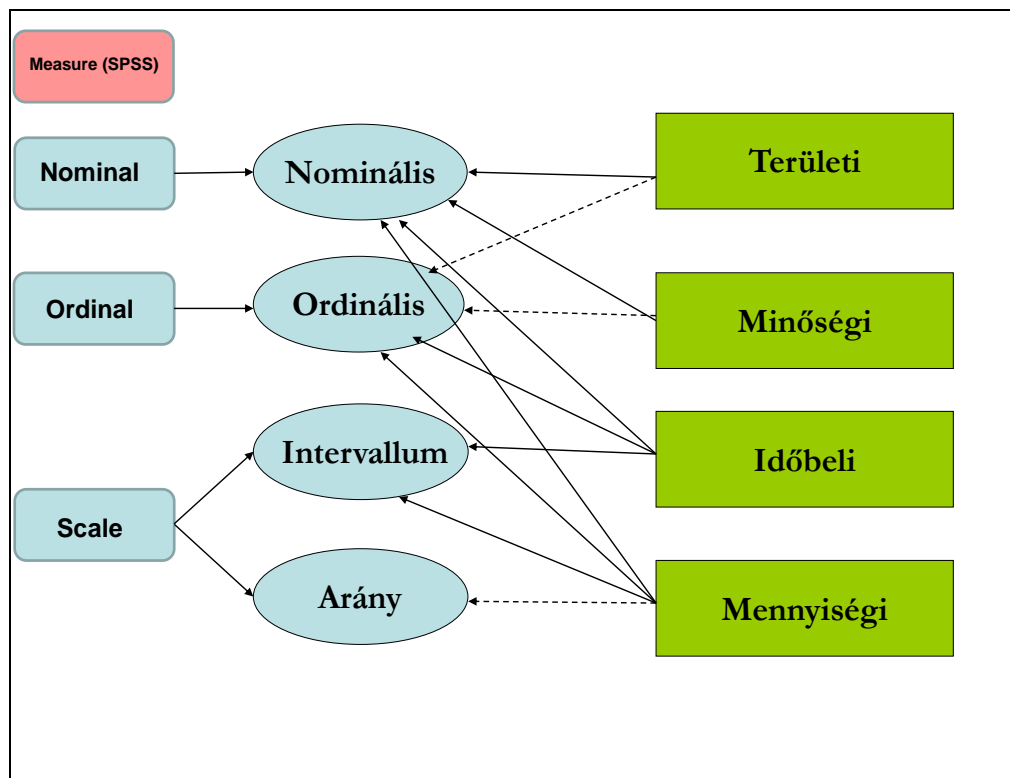 Measure (SPSS)
Nominal
Nominális
Területi
Ordinal
Ordinális
Minőségi
Intervallum
Időbeli
Scale
Arány
Mennyiségi